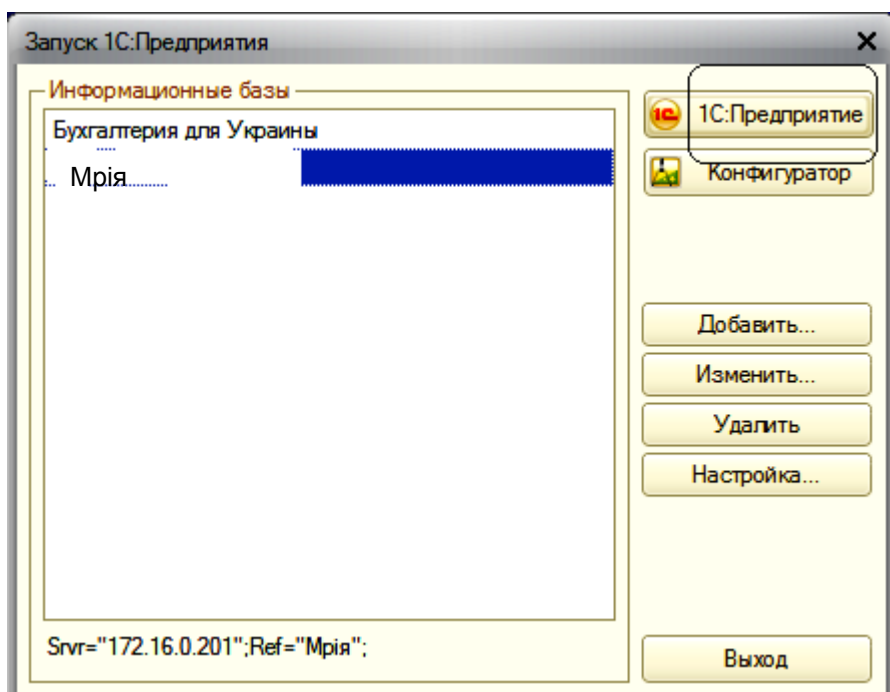 Запуск 1С:Предприятия
Информационные базы
Бухгалтерия для Украины
Мрія
Srvr="172.16.0.201";Ref="Мрія";
1С:Предприятие
Конфигуратор
Добавить...
Изменить...
Удалить
Настройка...
Выход